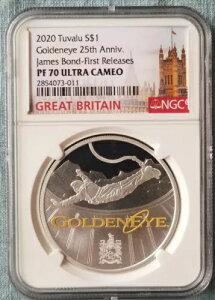 2020 Tuvalu S$1
Goldeneye 25th Anniv.
James Bond-First Releases
PF 70 ULTRA CAMEO
2854073-011
GREAT BRITAIN
NGC
GOLDENEYE